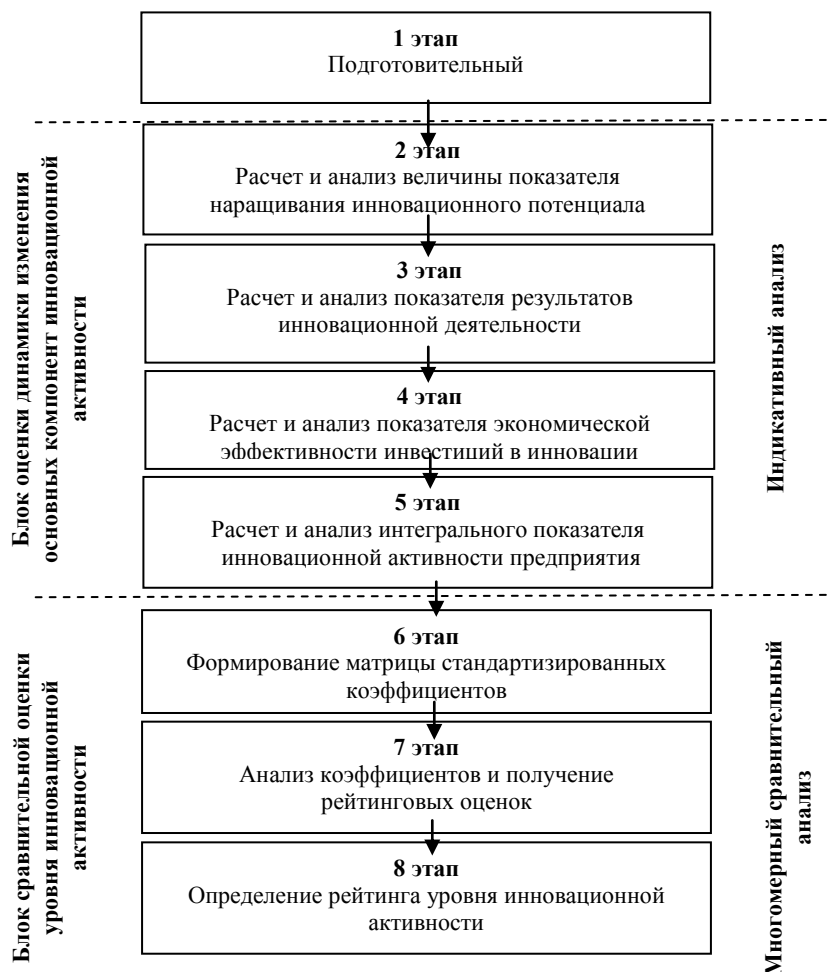 1 этап
Подготовительный
2 этап
Расчет и анализ величины показателя
наращивания инновационного потенциала
3 этап
Расчет и анализ показателя результатов
инновационной деятельности
4 этап
Расчет и анализ показателя экономической
эффективности инвестиций в инновации
5 этап
Расчет и анализ интегрального показателя
инновационной активности предприятия
Блок оценки динамики изменения
основных компонент инновационной
активности
Индикативный анализ
6 этап
Формирование матрицы стандартизированных
коэффициентов
7 этап
Анализ коэффициентов и получение
рейтинговых оценок
8 этап
Определение рейтинга уровня инновационной
активности
Блок сравнительной оценки
уровня инновационной
активности
Многомерный сравнительный
анализ